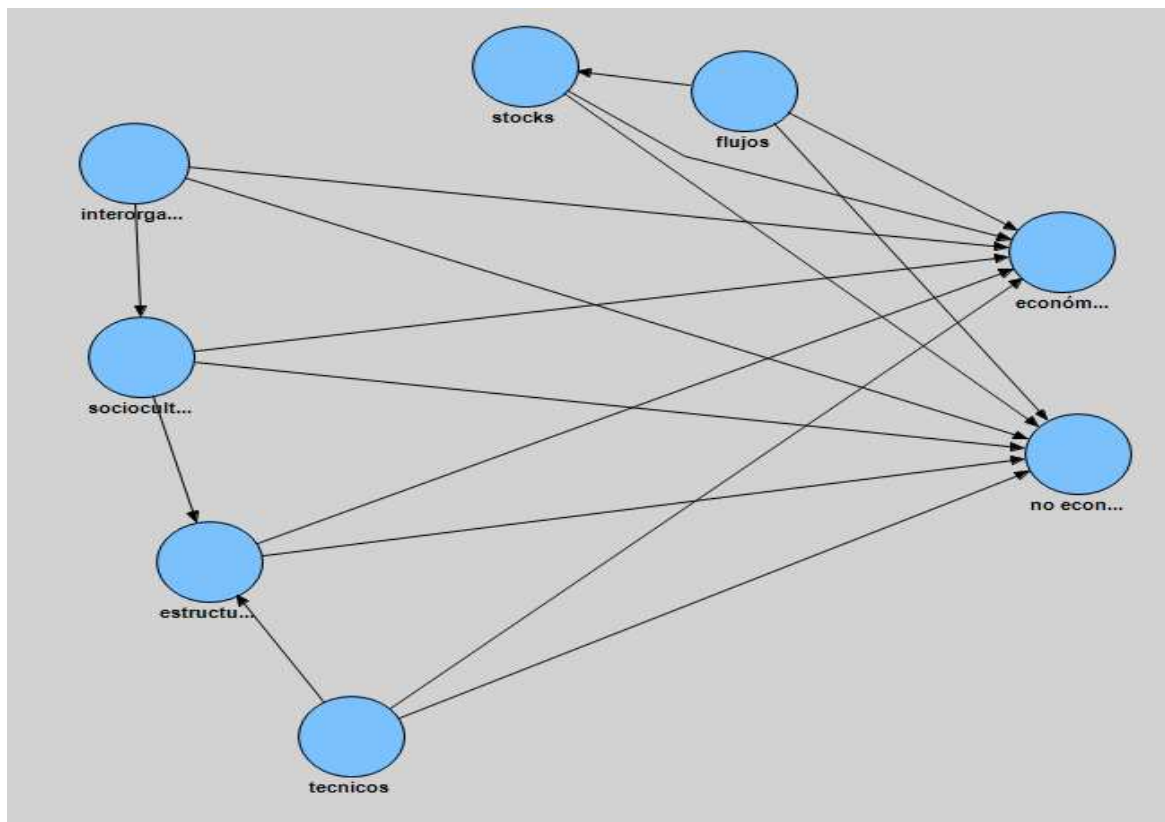 stocks
flujos
interorga...
económ...
sociocult...
no econ...
estructu...
tecnicos